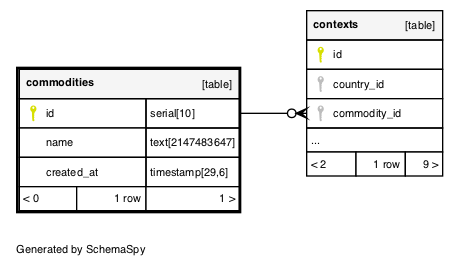 contexts [table]
id
country_id
commodity_id
...
< 2 1 row 9 >
commodities [table]
id serial[10]
name text[2147483647]
created_at timestamp[29,6]
< 0 1 row 1 >
Generated by SchemaSpy